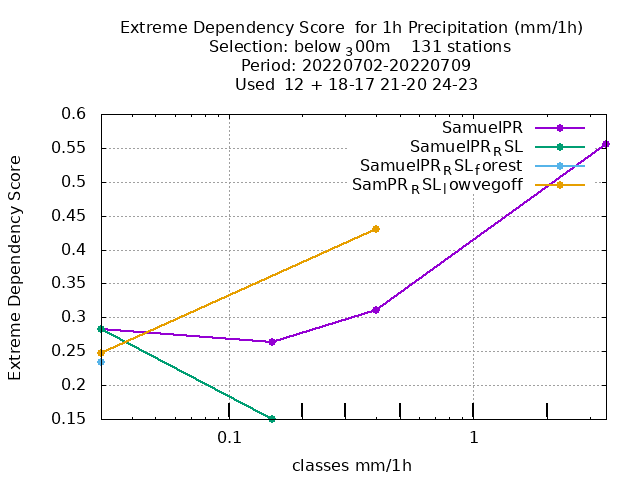 Extreme Dependency Score  for 1h Precipitation (mm/1h)
Selection: below ₃00m    131 stations
Period: 20220702-20220709
Used  12 + 18-17 21-20 24-23
SamuelPR
SamuelPR_RSL
SamuelPR_RSL_forest
SamPR_RSL_lowvegoff
Extreme Dependency Score
0.6
0.55
0.5
0.45
0.4
0.35
0.3
0.25
0.2
0.15
0.1
1
classes mm/1h